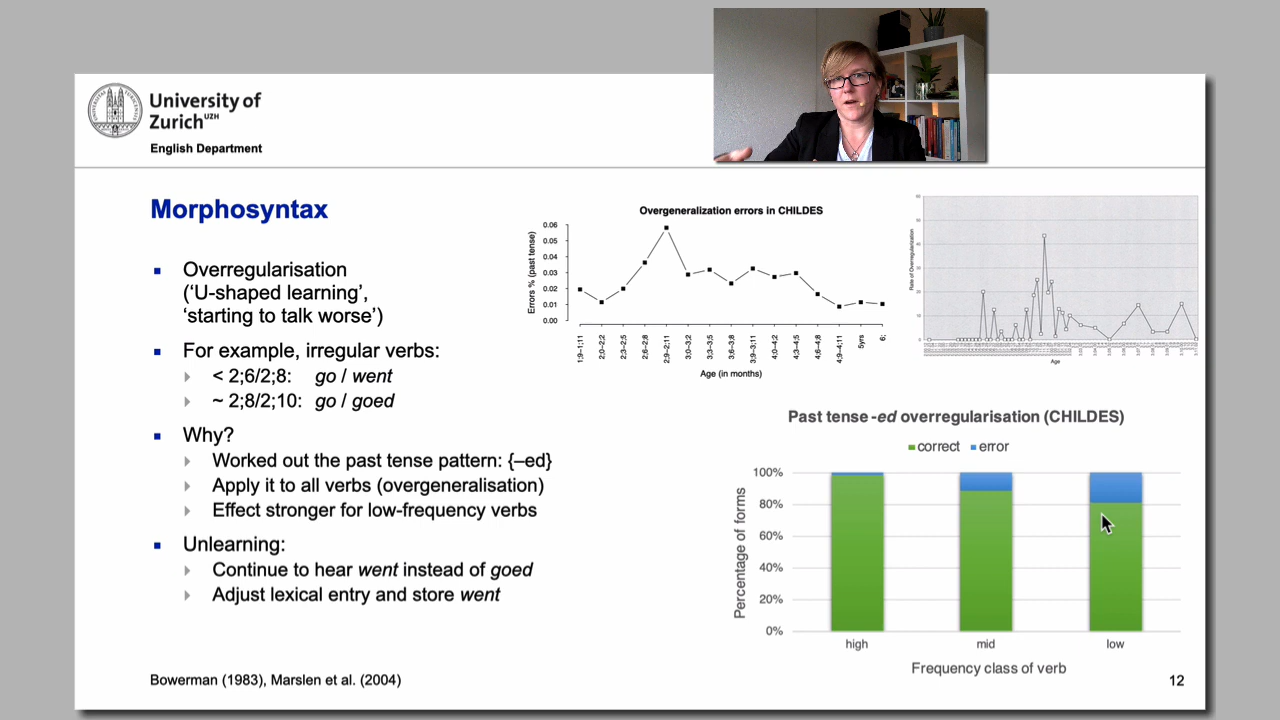 University of
Zurich UZH
English Department
Morphosyntax
▪ Overregularisation
(‘U-shaped learning’,
‘starting to talk worse’)
▪ For example, irregular verbs:
< 2;6/2;8: go / went
~ 2;8/2;10: go / goed
▪ Why?
Worked out the past tense pattern: {–ed}
Apply it to all verbs (overgeneralisation)
Effect stronger for low-frequency verbs
▪ Unlearning:
Continue to hear went instead of goed
Adjust lexical entry and store went
Bowerman (1983), Marslen et al. (2004)
Overgeneralization errors in CHILDES
Errors % (past tense)
0.06
0.05
0.04
0.03
0.02
0.01
0.00
1;9–1;11
2;0–2;2
2;3–2;5
2;6–2;8
2;9–2;11
3;0–3;2
3;3–3;5
3;6–3;8
3;9–3;11
4;3–4;5
4;6–4;8
4;9–4;11
5yrs
6;
Age (in months)
Rate of Overregularization
Age
Past tense -ed overregularisation (CHILDES)
correct error
Percentage of forms
100%
80%
60%
40%
20%
0%
high mid low
Frequency class of verb
12